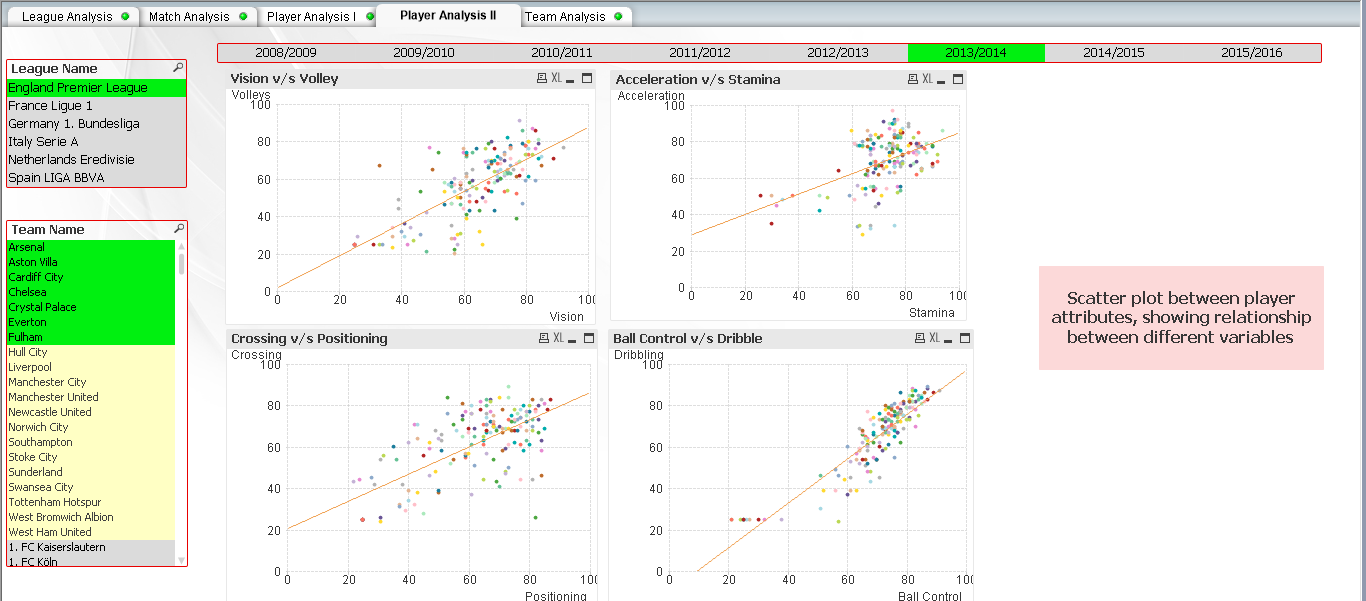 League Analysis
Match Analysis
Player Analysis I
Player Analysis II
Team Analysis
2008/2009 2009/2010 2010/2011 2011/2012 2012/2013 2013/2014 2014/2015 2015/2016
League Name
England Premier League
France Ligue 1
Germany 1. Bundesliga
Italy Serie A
Netherlands Eredivisie
Spain LIGA BBVA
Team Name
Arsenal
Aston Villa
Cardiff City
Chelsea
Crystal Palace
Everton
Fulham
Hull City
Liverpool
Manchester City
Manchester United
Newcastle United
Norwich City
Southampton
Stoke City
Sunderland
Swansea City
Tottenham Hotspur
West Bromwich Albion
West Ham United
1. FC Kaiserslautern
1. FC Köln
Vision v/s Volley
XL
Volleys
100
80
60
40
20
0
0 20 40 60 80 100
Vision
Acceleration v/s Stamina
XL
Acceleration
100
80
60
40
20
0
0 20 40 60 80 100
Stamina
Crossing v/s Positioning
XL
Crossing
100
80
60
40
20
0
0 20 40 60 80 100
Positioning
Ball Control v/s Dribble
XL
Dribbling
100
80
60
40
20
0
0 20 40 60 80 100
Ball Control
Scatter plot between player
attributes, showing relationship
between different variables